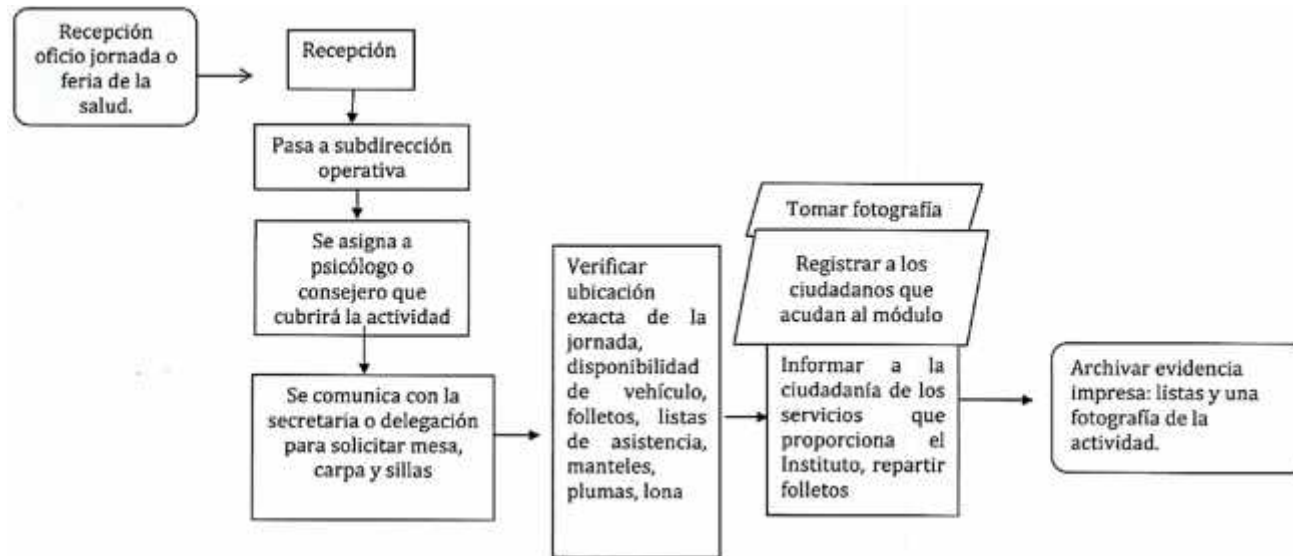 Recepción
oficio jornada o
feria de la
salud.
Recepción
Pasa a subdirección
operativa
Se asigna a
psicólogo o
consejero que
cubrirá la actividad
Se comunica con la
secretaria o delegación
para solicitar mesa,
carpa y sillas
Verificar
ubicación
exacta de la
jornada,
disponibilidad
de vehículo,
folletos, listas
de asistencia,
manteles,
plumas, lona
Tomar fotografía
Registrar a los
ciudadanos que
acudan al módulo
Informar a la
ciudadanía de los
servicios que
proporciona el
Instituto, repartir
folletos
Archivar evidencia
impresa: listas y una
fotografía de la
actividad.